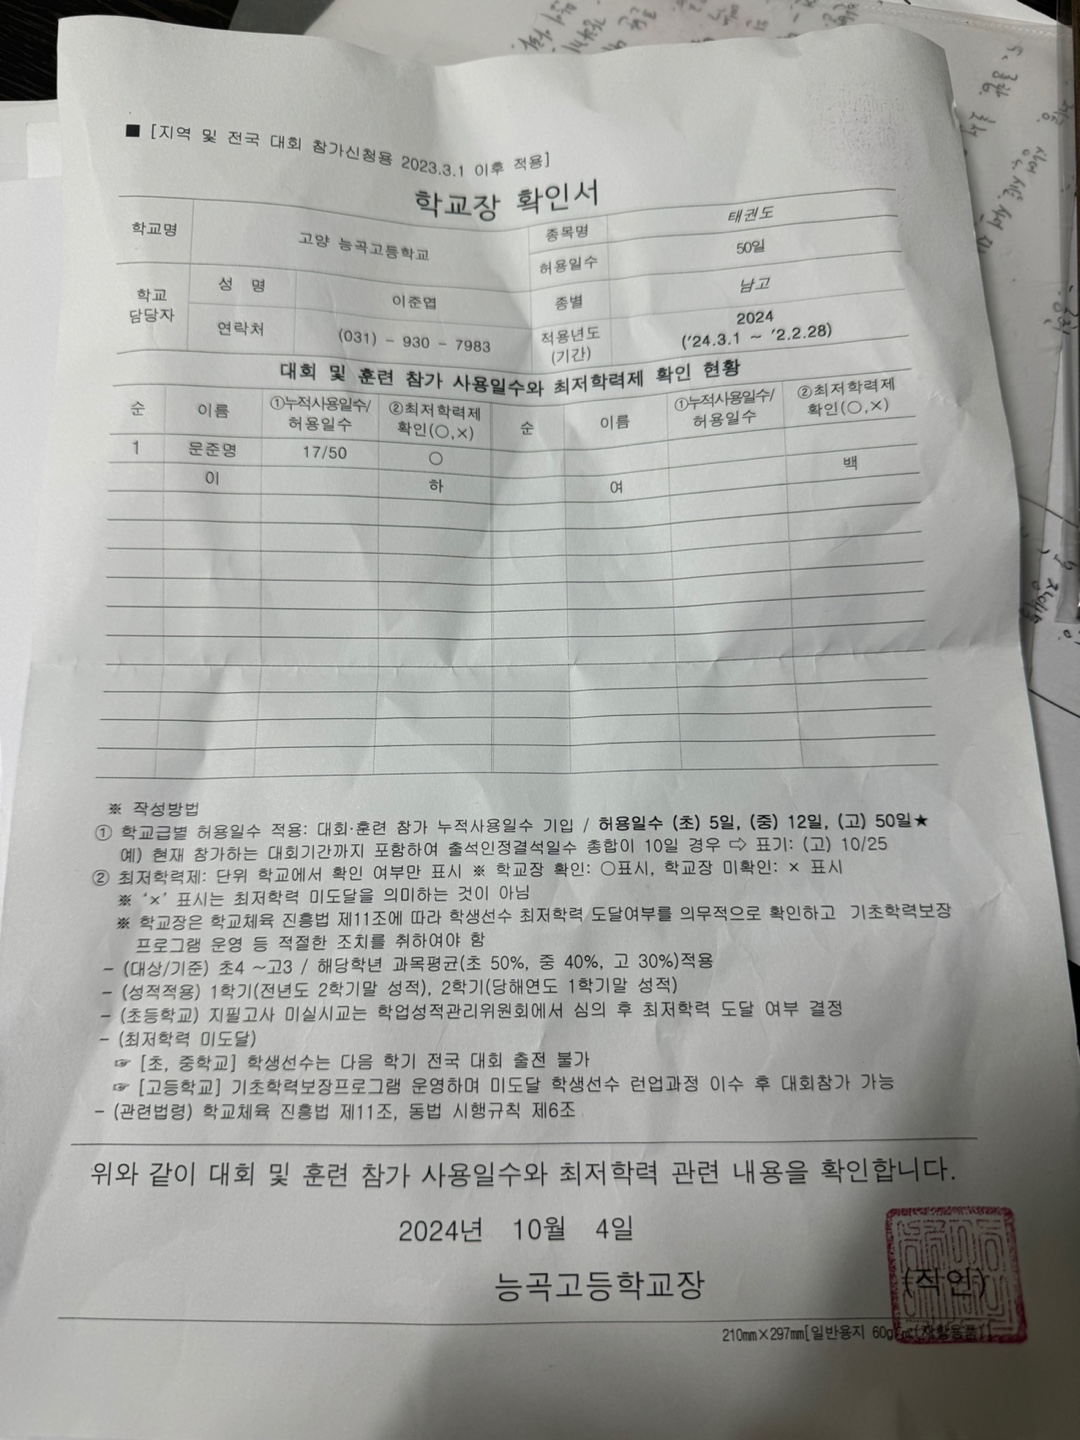 ■ [지역 및 전국 대회 참가신청용 2023.3.1 이후 적용]
학교장 확인서
학교명 고양 능곡고등학교 종목명 태권도
허용일수 50일
학교 담당자 성 명 이준엽 종별 남고
연락처 (031) - 930 - 7983 적용년도 (기간) 2024 ('24.3.1 ~ '2.2.28)
대회 및 훈련 참가 사용일수와 최저학력제 확인 현황
순 이름 ①누적사용일수/허용일수 ②최저학력제 확인(○,×) 순 이름 ①누적사용일수/허용일수 ②최저학력제 확인(○,×)
1 문준명 17/50 ○
이 하 여 백
※ 작성방법
① 학교급별 허용일수 적용: 대회·훈련 참가 누적사용일수 기입 / 허용일수 (초) 5일, (중) 12일, (고) 50일★
예) 현재 참가하는 대회기간까지 포함하여 출석인정결석일수 총합이 10일 경우 ⇨ 표기: (고) 10/25
② 최저학력제: 단위 학교에서 확인 여부만 표시 ※ 학교장 확인: ○표시, 학교장 미확인: × 표시
※ '×' 표시는 최저학력 미도달을 의미하는 것이 아님
※ 학교장은 학교체육 진흥법 제11조에 따라 학생선수 최저학력 도달여부를 의무적으로 확인하고 기초학력보장
프로그램 운영 등 적절한 조치를 취하여야 함
- (대상/기준) 초4 ~고3 / 해당학년 과목평균(초 50%, 중 40%, 고 30%)적용
- (성적적용) 1학기(전년도 2학기말 성적), 2학기(당해연도 1학기말 성적)
- (초등학교) 지필고사 미실시교는 학업성적관리위원회에서 심의 후 최저학력 도달 여부 결정
- (최저학력 미도달)
☞ [초, 중학교] 학생선수는 다음 학기 전국 대회 출전 불가
☞ [고등학교] 기초학력보장프로그램 운영하며 미도달 학생선수 런업과정 이수 후 대회참가 가능
- (관련법령) 학교체육 진흥법 제11조, 동법 시행규칙 제6조
위와 같이 대회 및 훈련 참가 사용일수와 최저학력 관련 내용을 확인합니다.
2024년 10월 4일
능곡고등학교장 (직인)
210mm×297mm[일반용지 60g/㎡(재활용품)]